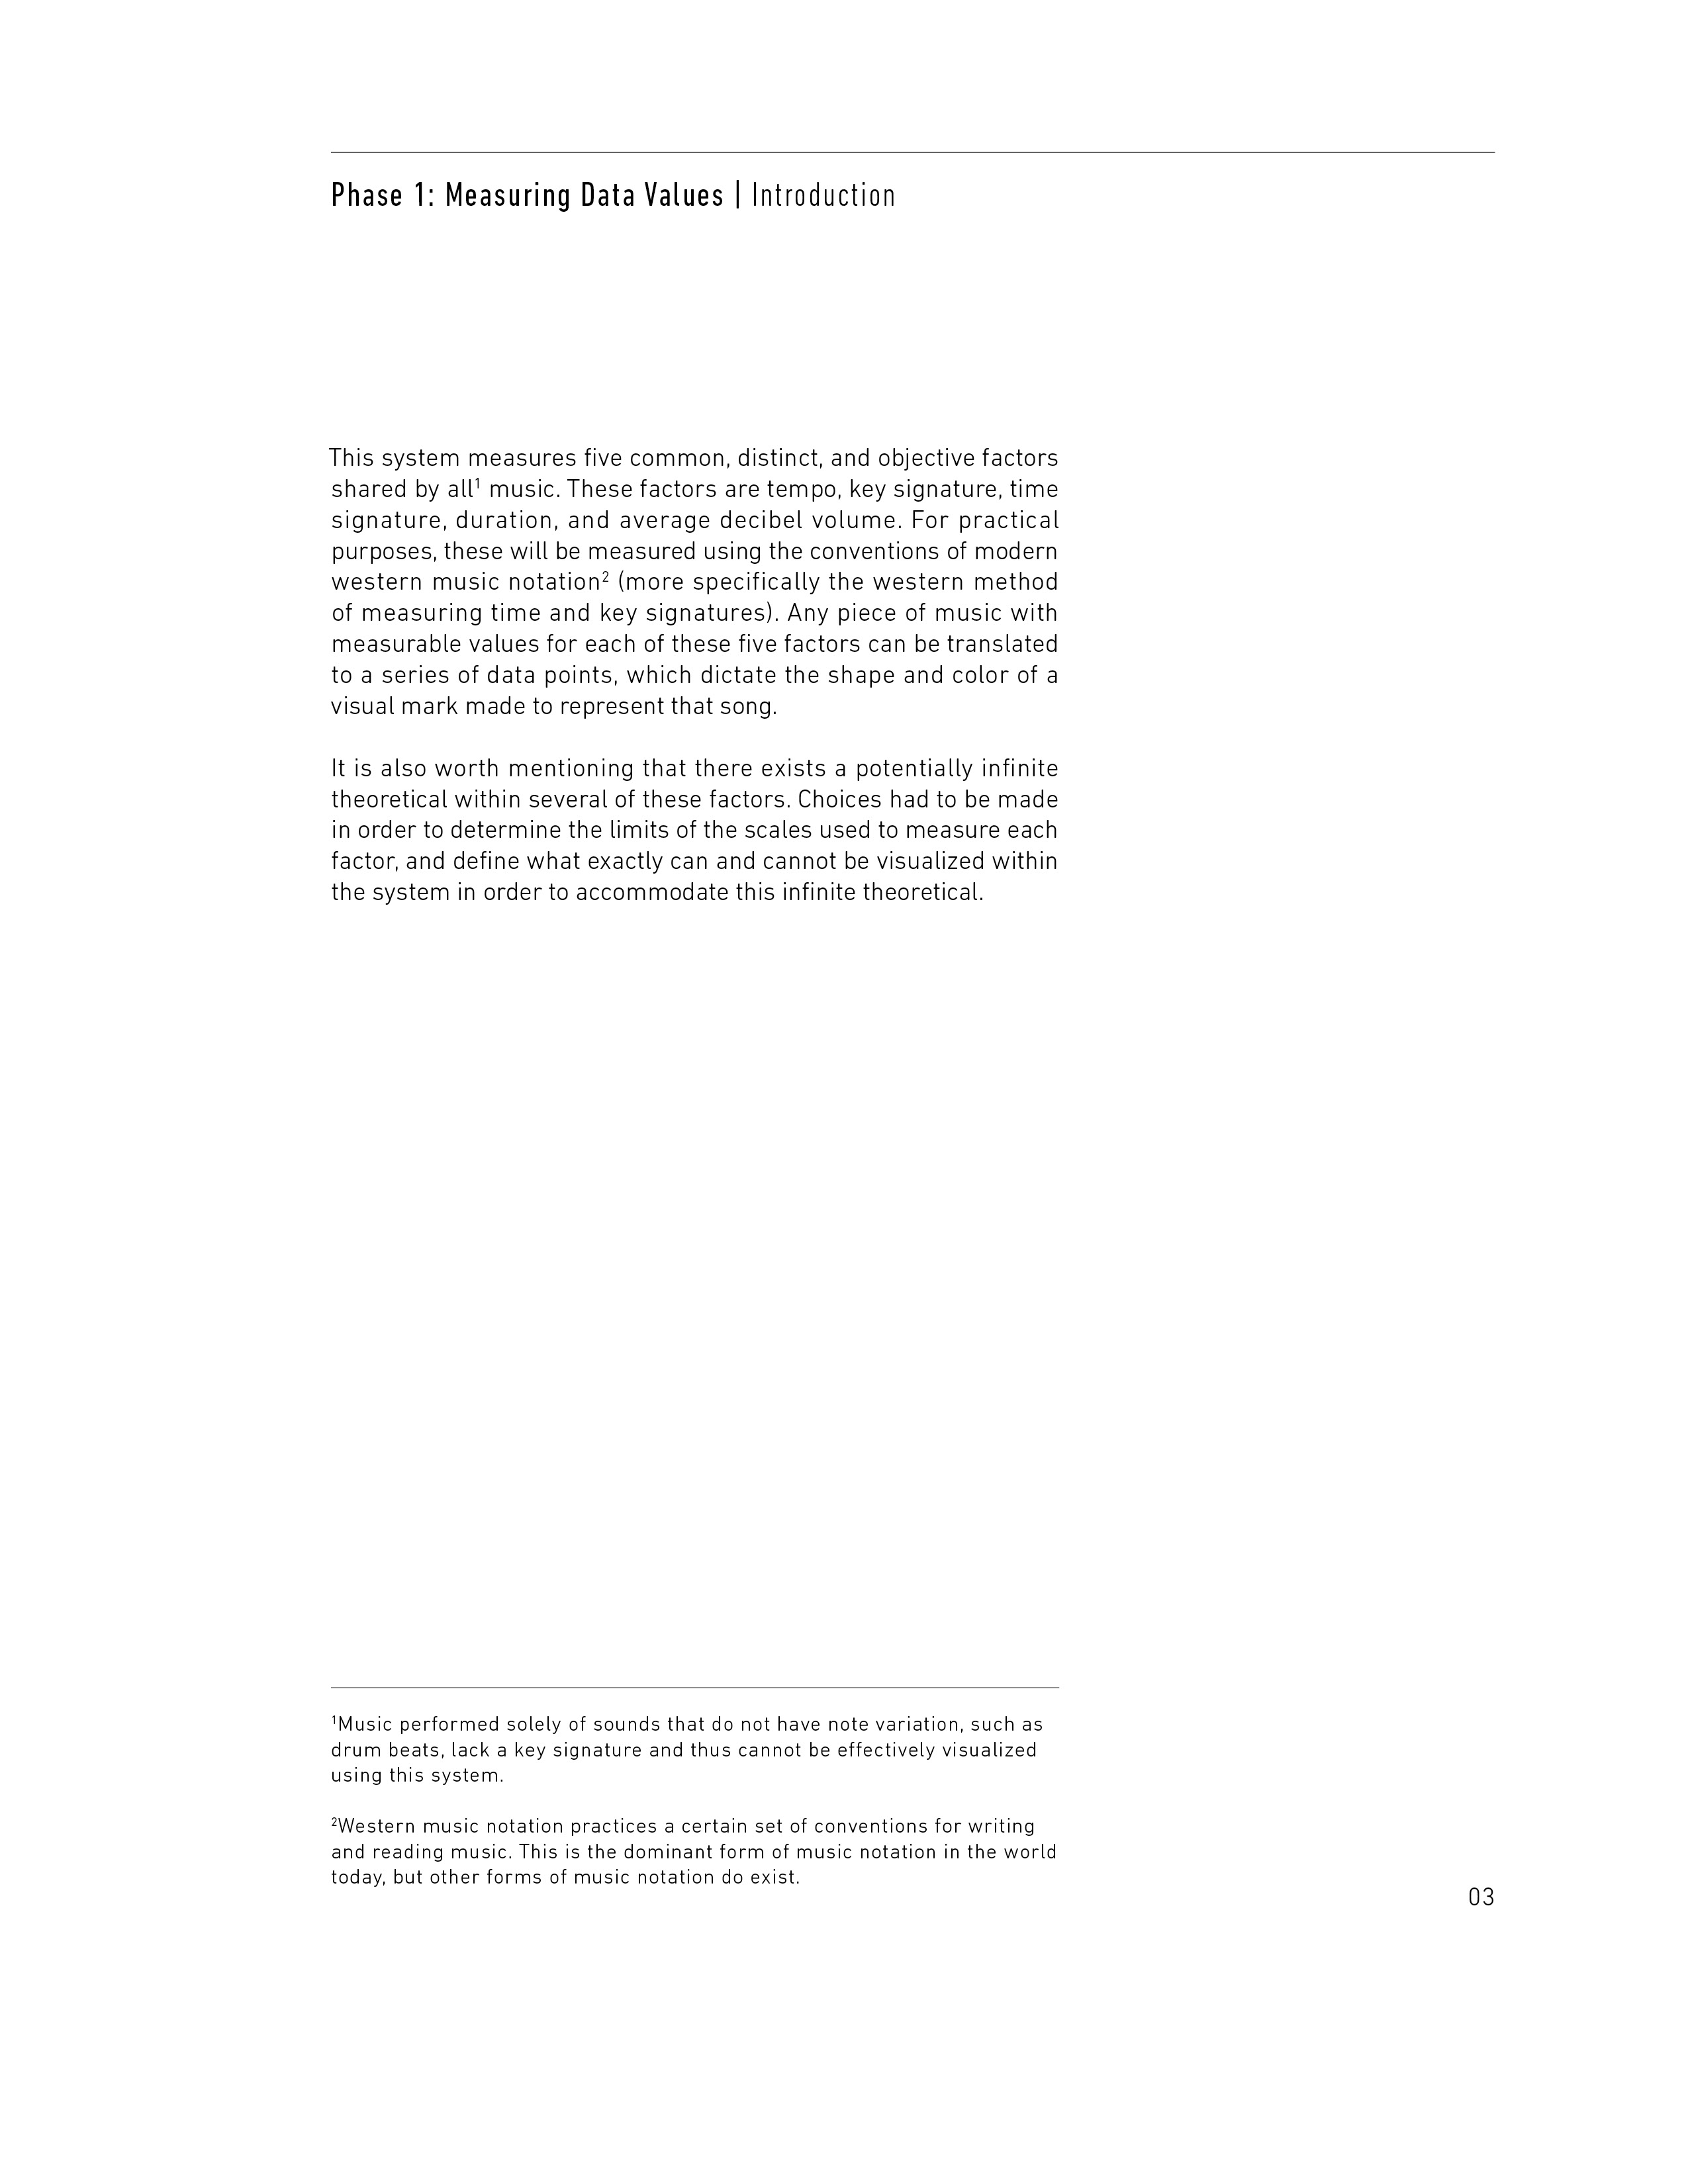 Phase 1: Measuring Data Values | Introduction
This system measures five common, distinct, and objective factors
shared by all¹ music. These factors are tempo, key signature, time
signature, duration, and average decibel volume. For practical
purposes, these will be measured using the conventions of modern
western music notation² (more specifically the western method
of measuring time and key signatures). Any piece of music with
measurable values for each of these five factors can be translated
to a series of data points, which dictate the shape and color of a
visual mark made to represent that song.
It is also worth mentioning that there exists a potentially infinite
theoretical within several of these factors. Choices had to be made
in order to determine the limits of the scales used to measure each
factor, and define what exactly can and cannot be visualized within
the system in order to accommodate this infinite theoretical.
¹Music performed solely of sounds that do not have note variation, such as
drum beats, lack a key signature and thus cannot be effectively visualized
using this system.
²Western music notation practices a certain set of conventions for writing
and reading music. This is the dominant form of music notation in the world
today, but other forms of music notation do exist.
03